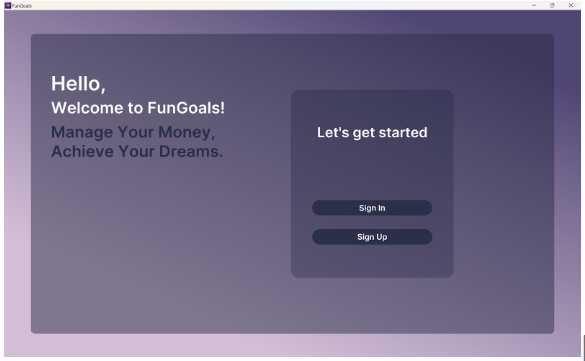 FunGoals
Hello,
Welcome to FunGoals!
Manage Your Money,
Achieve Your Dreams.
Let's get started
Sign In
Sign Up